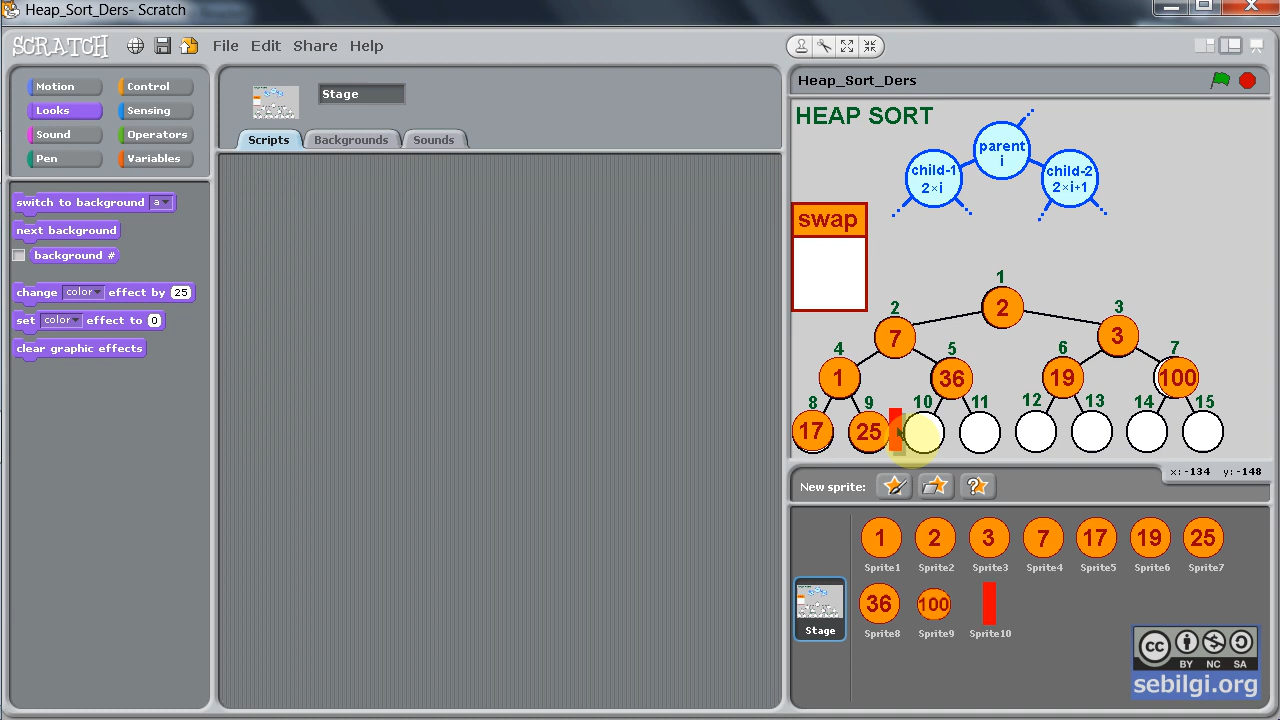 Heap_Sort_Ders- Scratch
SCRATCH File Edit Share Help
Motion Control
Looks Sensing
Sound Operators
Pen Variables
switch to background a
next background
background #
change color effect by 25
set color effect to 0
clear graphic effects
Stage
Scripts Backgrounds Sounds
Heap_Sort_Ders
HEAP SORT
parent
i
child-1
2×i
child-2
2×i+1
swap
1
2
2 3
7 3
4 5 6 7
1 36 19 100
8 9 10 11 12 13 14 15
17 25
x: -134 y: -148
New sprite:
1 2 3 7 17 19 25
Sprite1 Sprite2 Sprite3 Sprite4 Sprite5 Sprite6 Sprite7
36 100
Sprite8 Sprite9 Sprite10
Stage
cc
BY NC SA
sebilgi.org